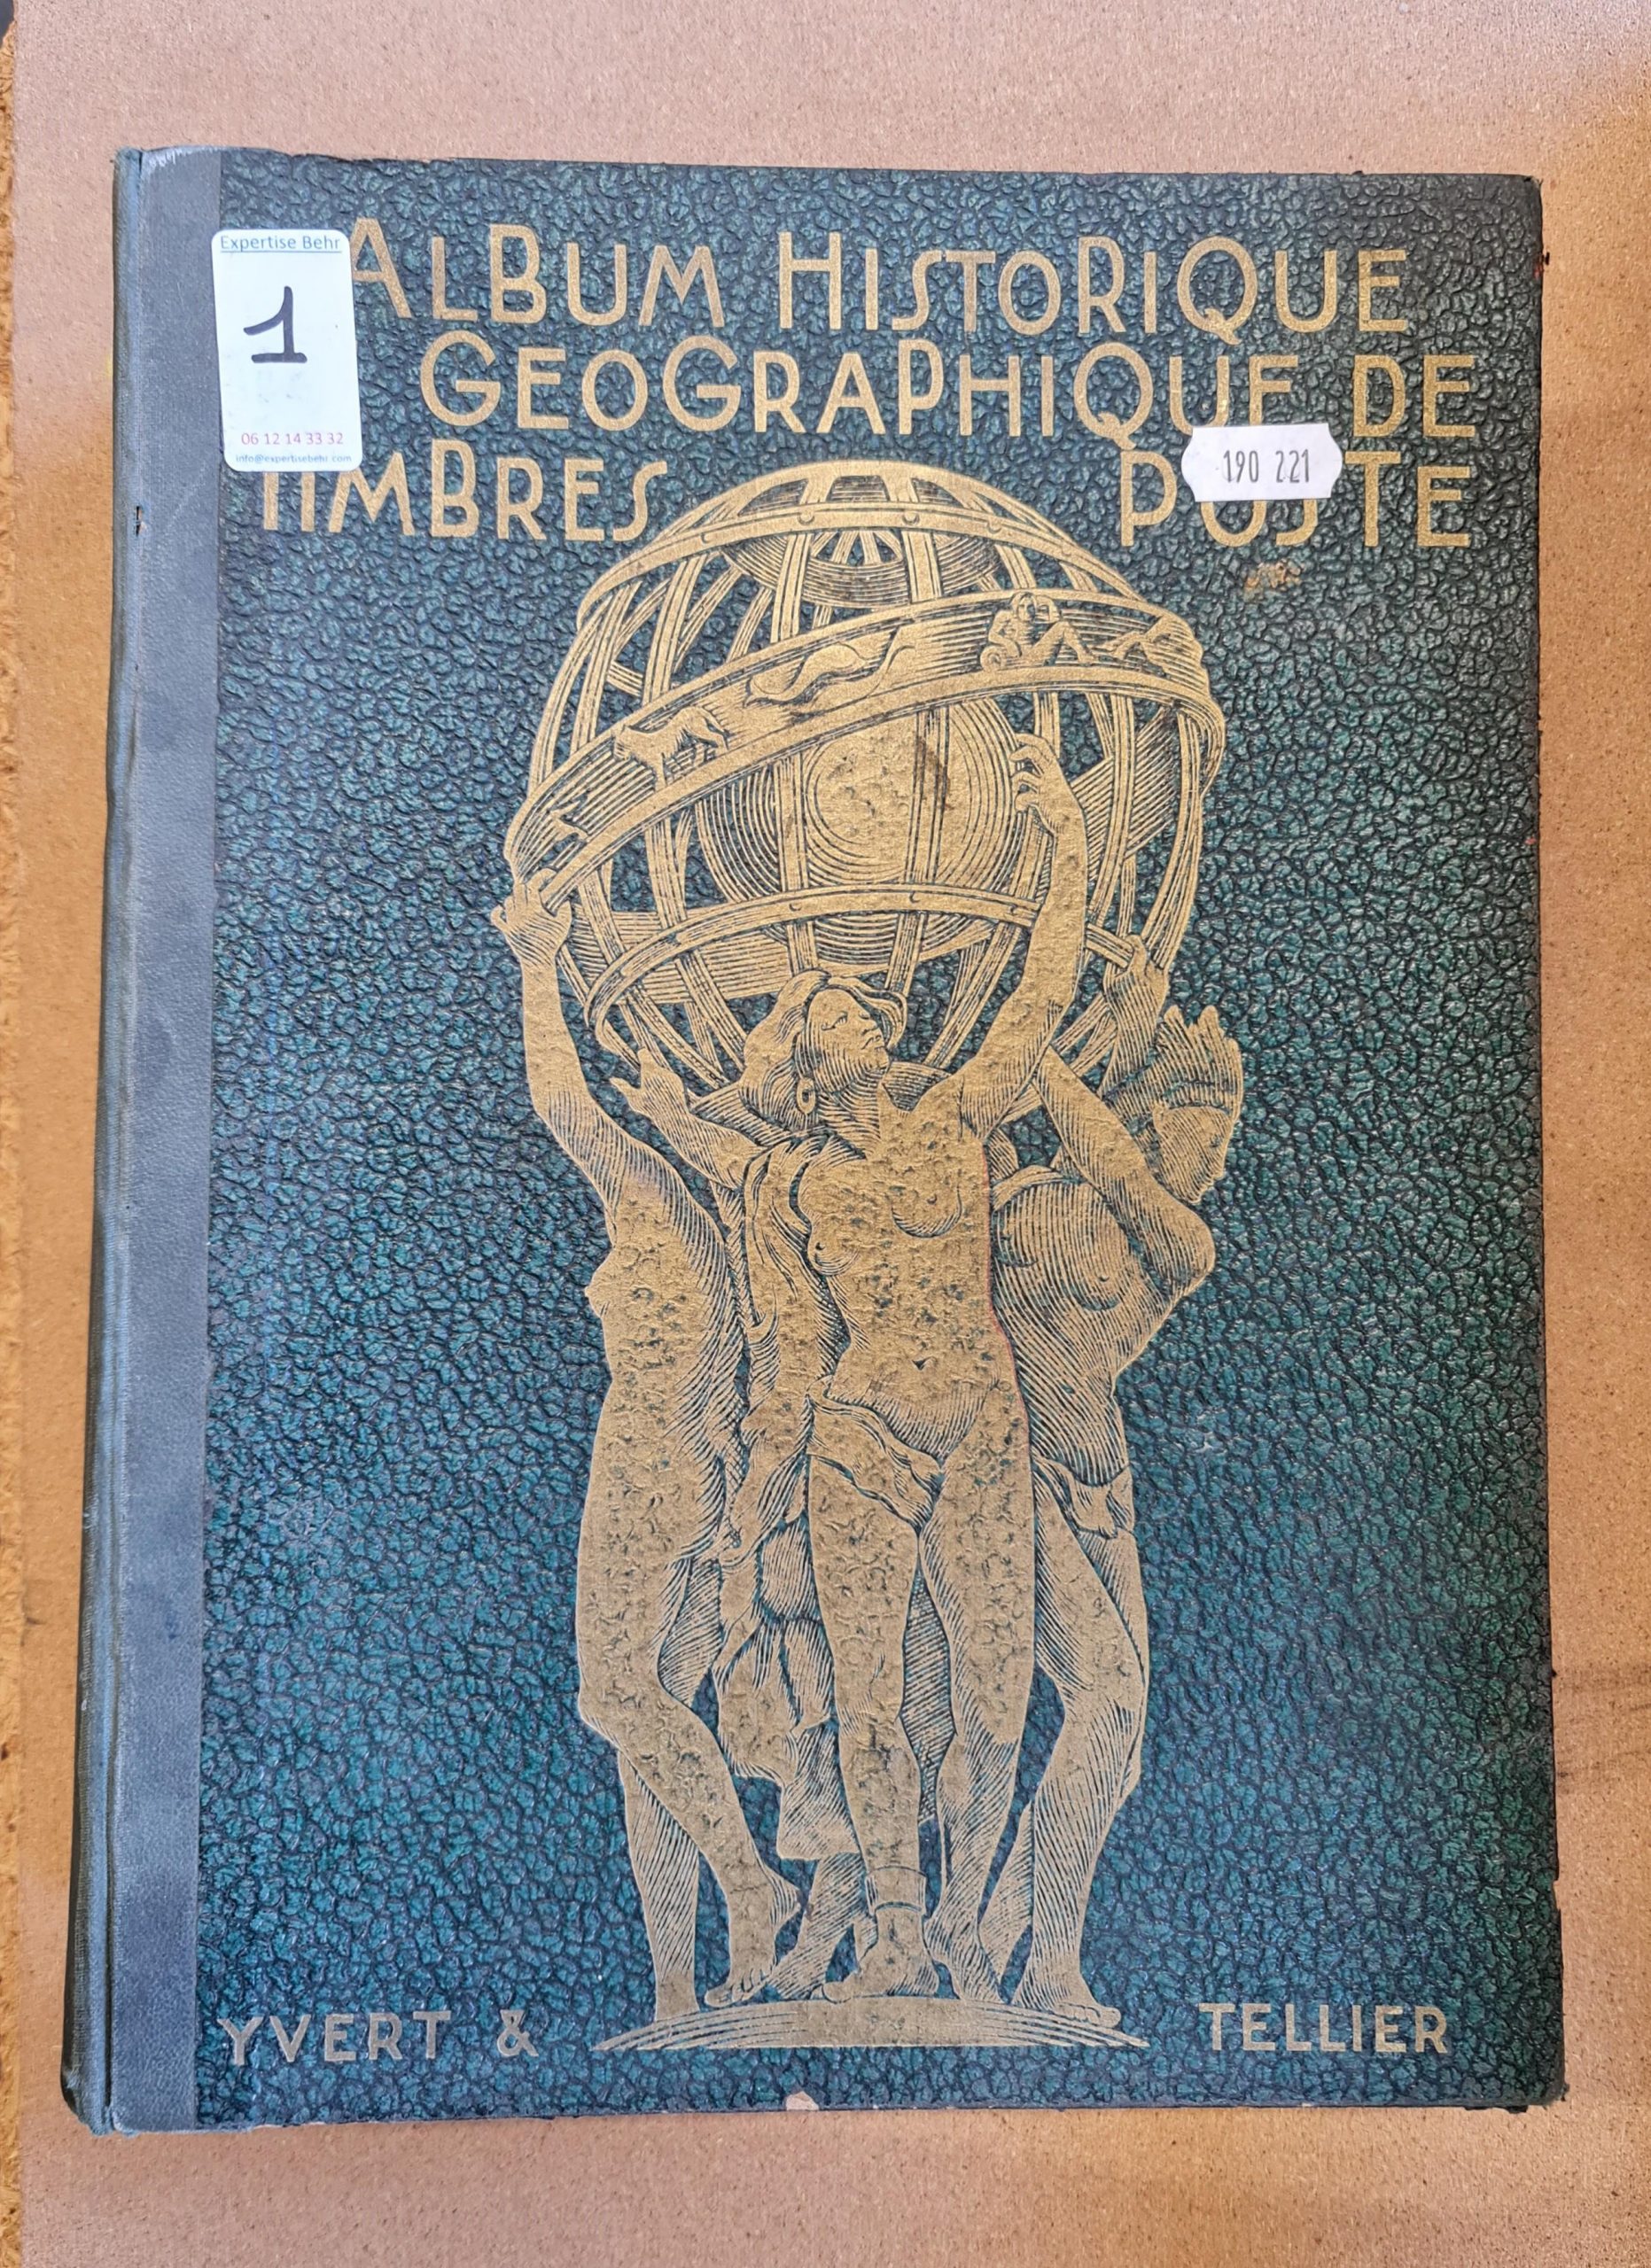 Expertise Behr
1
06 12 14 33 32
info@expertisebehr.com
ALBUM HISTORIQUE
GEOGRAPHIQUE DE
TIMBRES POSTE
190 221
YVERT & TELLIER